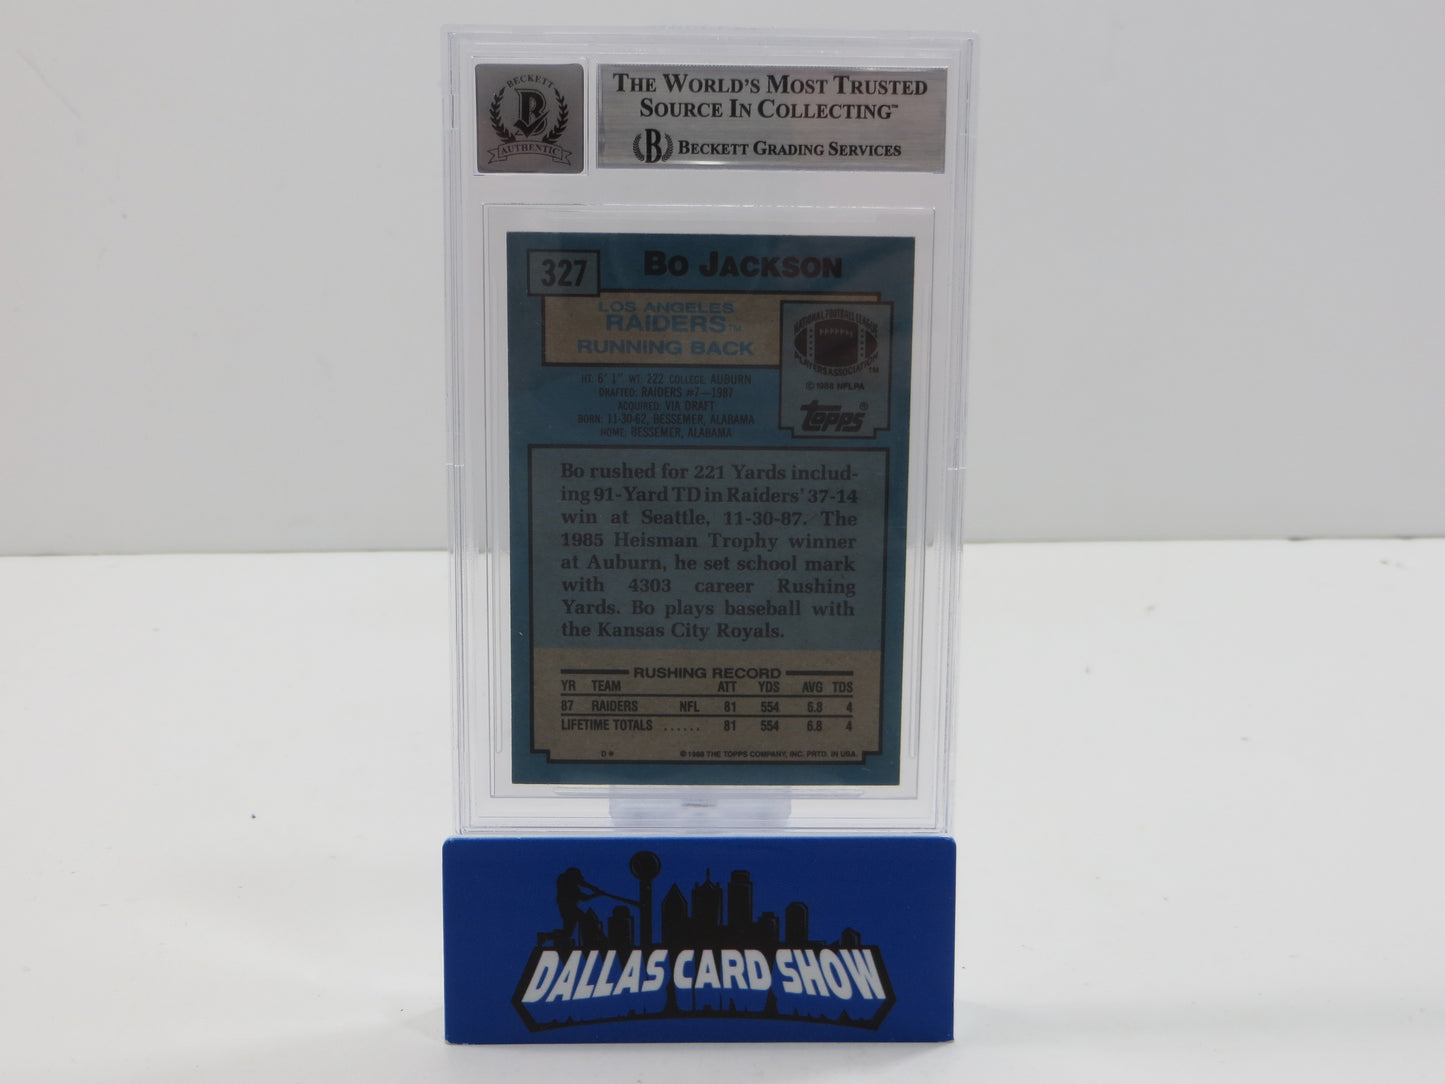 BECKETT
B
AUTHENTIC
THE WORLD'S MOST TRUSTED
SOURCE IN COLLECTING™
B BECKETT GRADING SERVICES
327
BO JACKSON
LOS ANGELES
RAIDERS™
RUNNING BACK
NATIONAL FOOTBALL LEAGUE
PLAYERS ASSOCIATION
™
© 1988 NFLPA
topps®
HT: 6' 1" WT: 222 COLLEGE: AUBURN
DRAFTED: RAIDERS #7—1987
ACQUIRED: VIA DRAFT
BORN: 11-30-62, BESSEMER, ALABAMA
HOME: BESSEMER, ALABAMA
Bo rushed for 221 Yards includ-
ing 91-Yard TD in Raiders' 37-14
win at Seattle, 11-30-87. The
1985 Heisman Trophy winner
at Auburn, he set school mark
with 4303 career Rushing
Yards. Bo plays baseball with
the Kansas City Royals.
RUSHING RECORD
YR TEAM ATT YDS AVG TDS
87 RAIDERS NFL 81 554 6.8 4
LIFETIME TOTALS ...... 81 554 6.8 4
D* © 1988 THE TOPPS COMPANY, INC. PRTD. IN USA.
DALLAS CARD SHOW